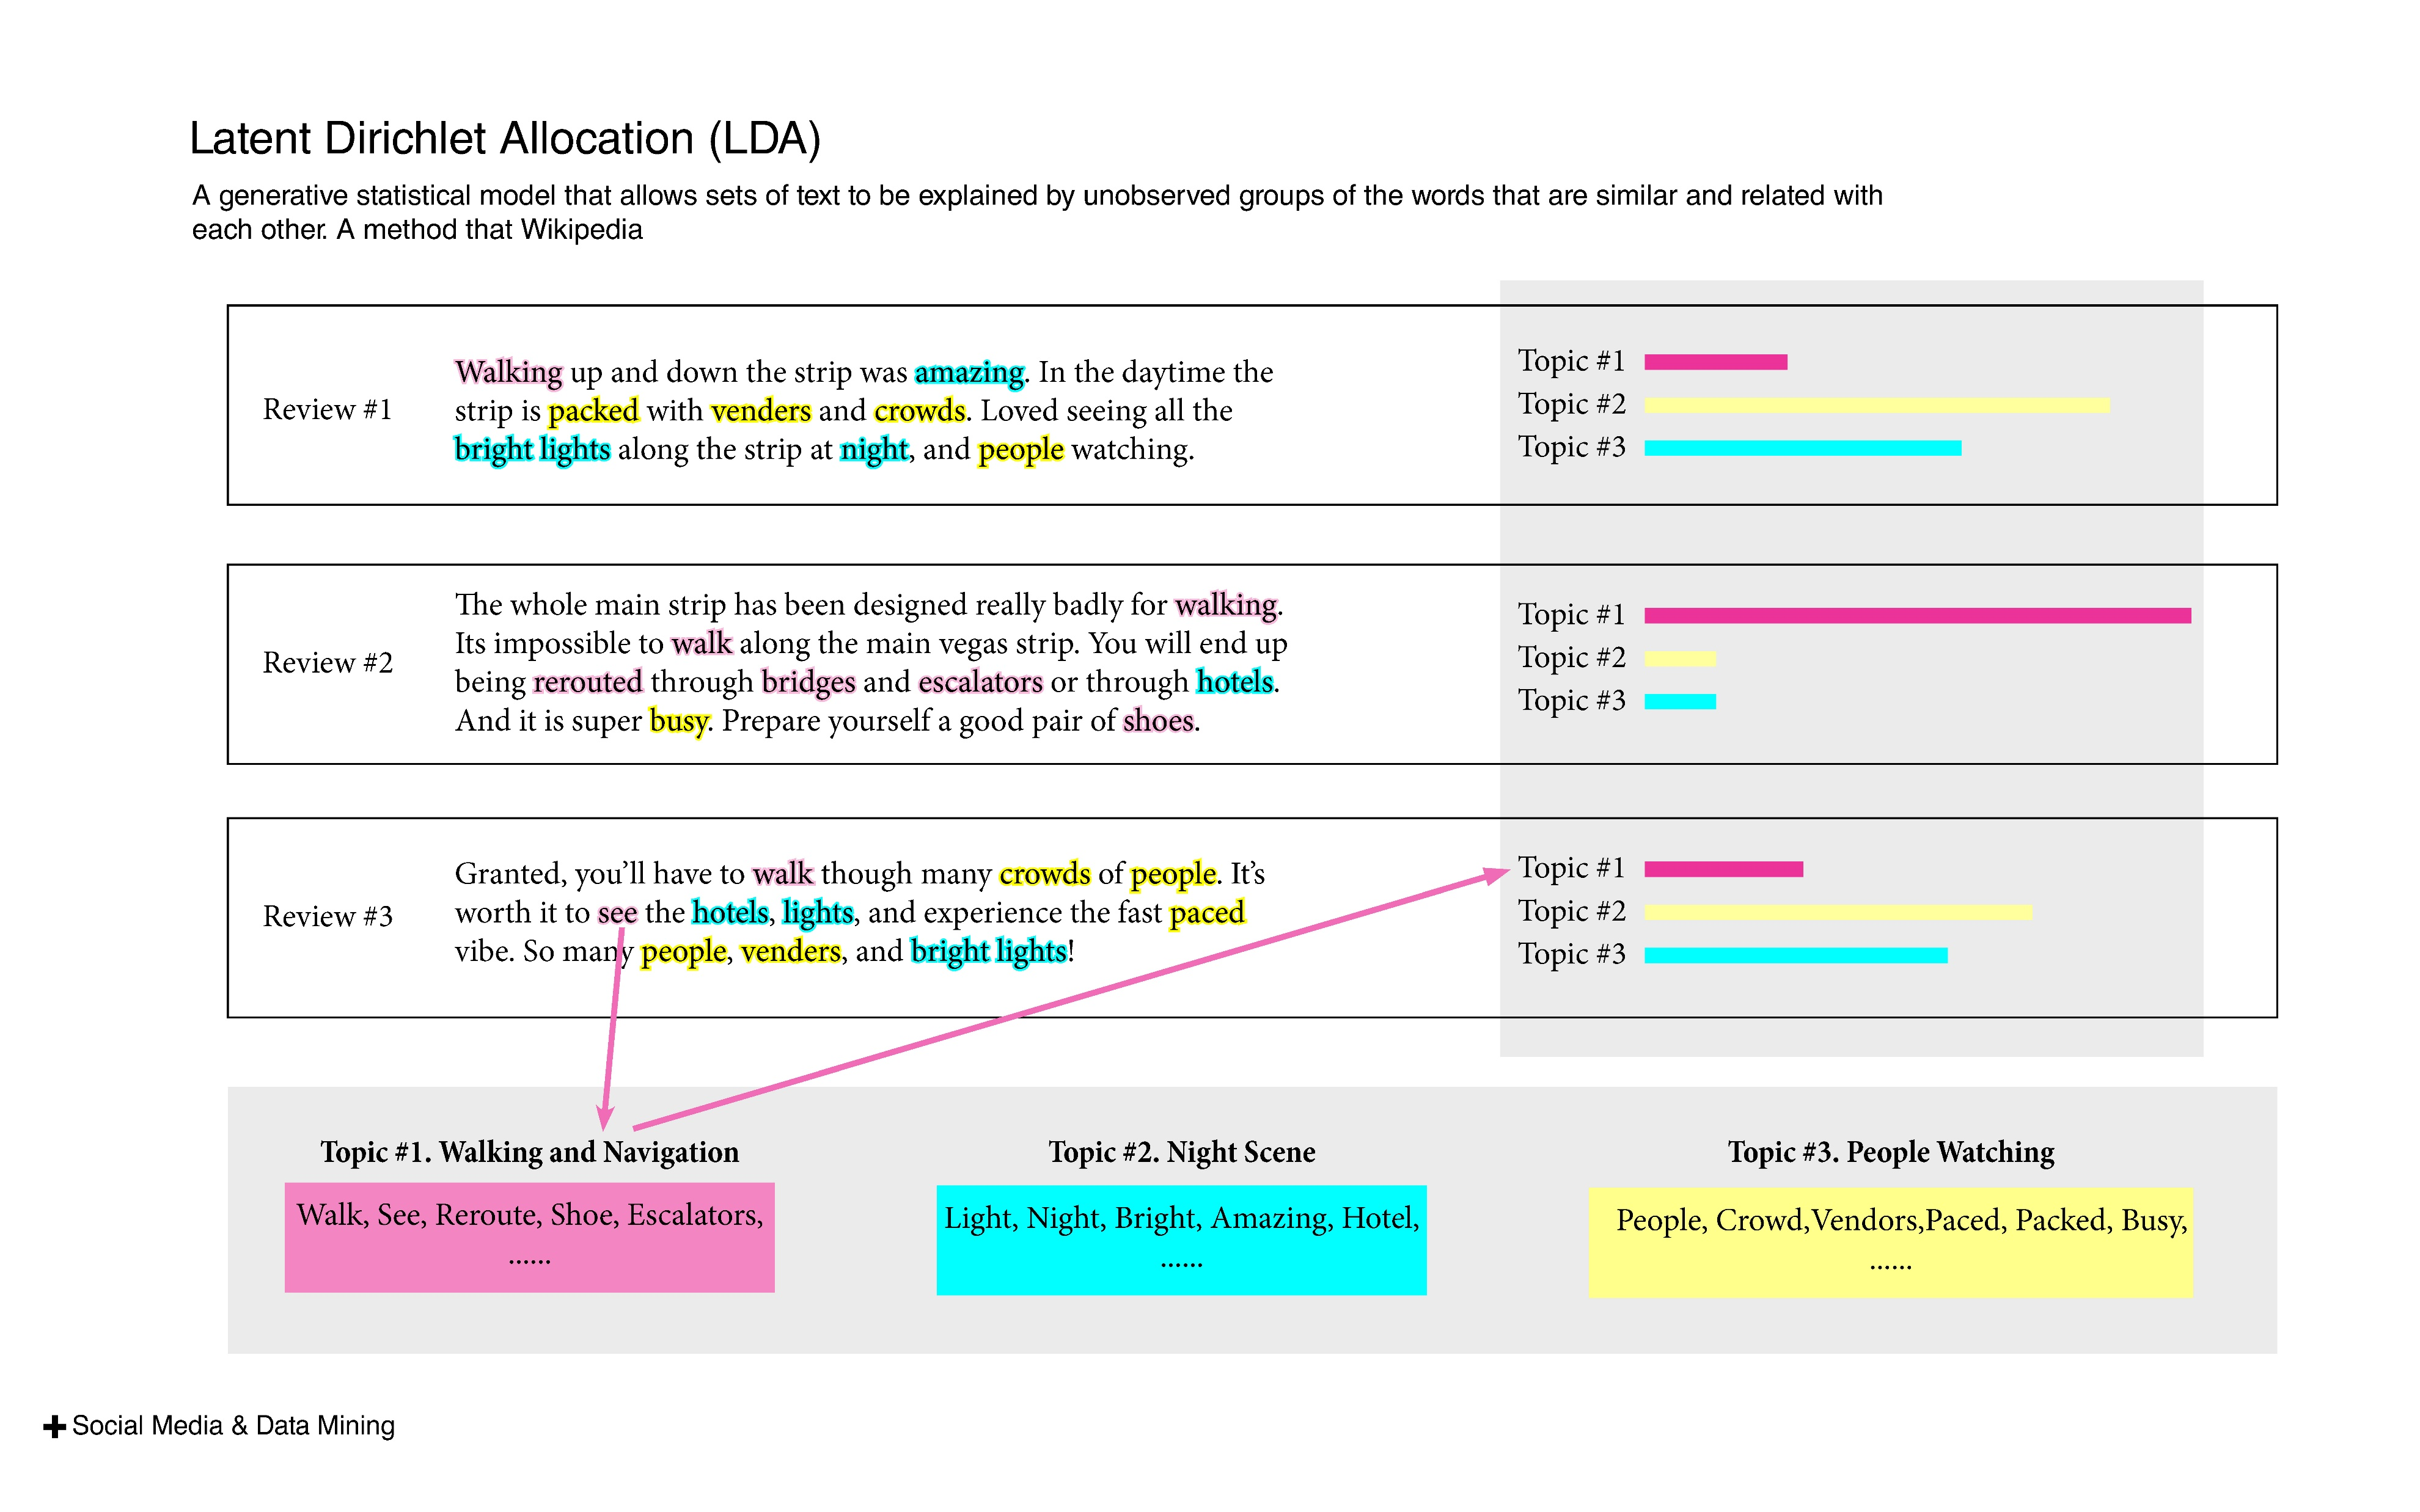 Latent Dirichlet Allocation (LDA)
A generative statistical model that allows sets of text to be explained by unobserved groups of the words that are similar and related with
each other. A method that Wikipedia
Review #1
Walking up and down the strip was amazing. In the daytime the
strip is packed with venders and crowds. Loved seeing all the
bright lights along the strip at night, and people watching.
Topic #1
Topic #2
Topic #3
Review #2
The whole main strip has been designed really badly for walking.
Its impossible to walk along the main vegas strip. You will end up
being rerouted through bridges and escalators or through hotels.
And it is super busy. Prepare yourself a good pair of shoes.
Topic #1
Topic #2
Topic #3
Review #3
Granted, you’ll have to walk though many crowds of people. It’s
worth it to see the hotels, lights, and experience the fast paced
vibe. So many people, venders, and bright lights!
Topic #1
Topic #2
Topic #3
Topic #1. Walking and Navigation
Walk, See, Reroute, Shoe, Escalators,
......
Topic #2. Night Scene
Light, Night, Bright, Amazing, Hotel,
......
Topic #3. People Watching
People, Crowd,Vendors,Paced, Packed, Busy,
......
+ Social Media & Data Mining